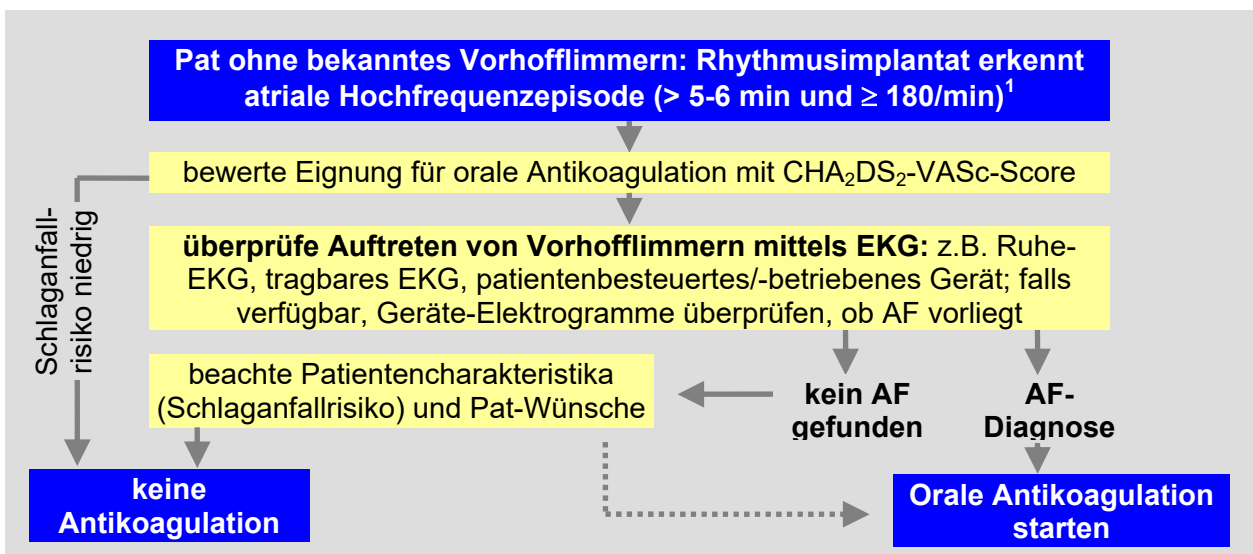 Pat ohne bekanntes Vorhofflimmern: Rhythmusimplantat erkennt
atriale Hochfrequenzepisode (> 5-6 min und ≥ 180/min)¹
bewerte Eignung für orale Antikoagulation mit CHA₂DS₂-VASc-Score
Schlaganfall-
risiko niedrig
überprüfe Auftreten von Vorhofflimmern mittels EKG: z.B. Ruhe-
EKG, tragbares EKG, patientenbesteuertes/-betriebenes Gerät; falls
verfügbar, Geräte-Elektrogramme überprüfen, ob AF vorliegt
beachte Patientencharakteristika
(Schlaganfallrisiko) und Pat-Wünsche
kein AF
gefunden
AF-
Diagnose
keine
Antikoagulation
Orale Antikoagulation
starten